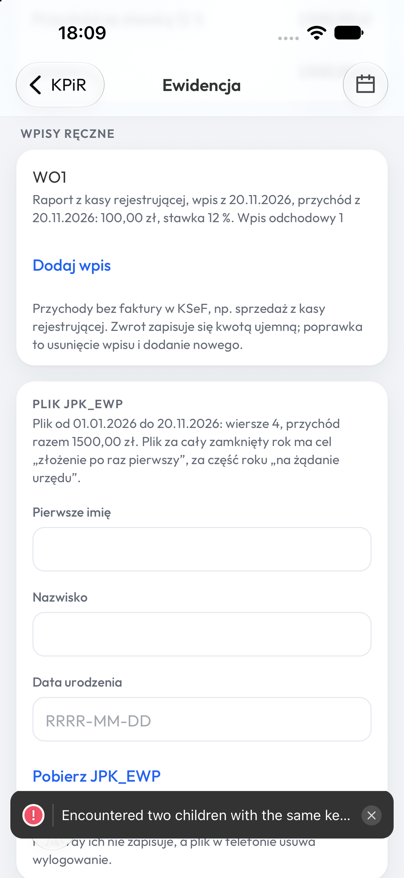 18:09
KPiR
Ewidencja
WPISY RĘCZNE
WO1
Raport z kasy rejestrującej, wpis z 20.11.2026, przychód z
20.11.2026: 100,00 zł, stawka 12 %. Wpis odchodowy 1
Dodaj wpis
Przychody bez faktury w KSeF, np. sprzedaż z kasy
rejestrującej. Zwrot zapisuje się kwotą ujemną; poprawka
to usunięcie wpisu i dodanie nowego.
PLIK JPK_EWP
Plik od 01.01.2026 do 20.11.2026: wiersze 4, przychód
razem 1500,00 zł. Plik za cały zamknięty rok ma cel
„złożenie po raz pierwszy”, za część roku „na żądanie
urzędu”.
Pierwsze imię
Nazwisko
Data urodzenia
RRRR-MM-DD
Pobierz JPK_EWP
Encountered two children with the same ke...
ich nie zapisuje, a plik w telefonie usuwa
wylogowanie.